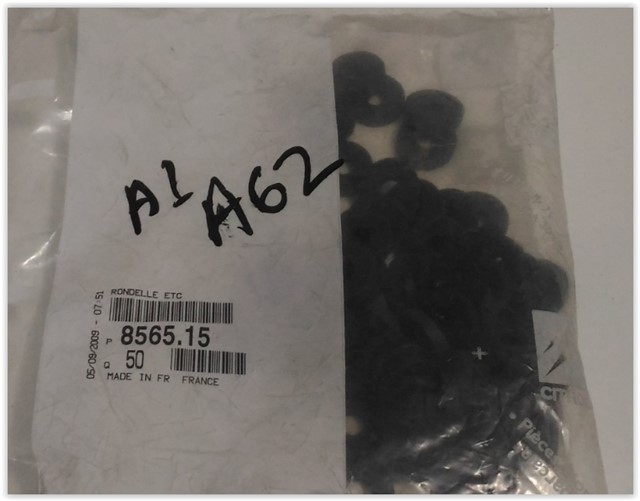 A1 A62
RONDELLE ETC
P 8565.15
Q 50
MADE IN FR FRANCE
05/09/2009 - 07:51